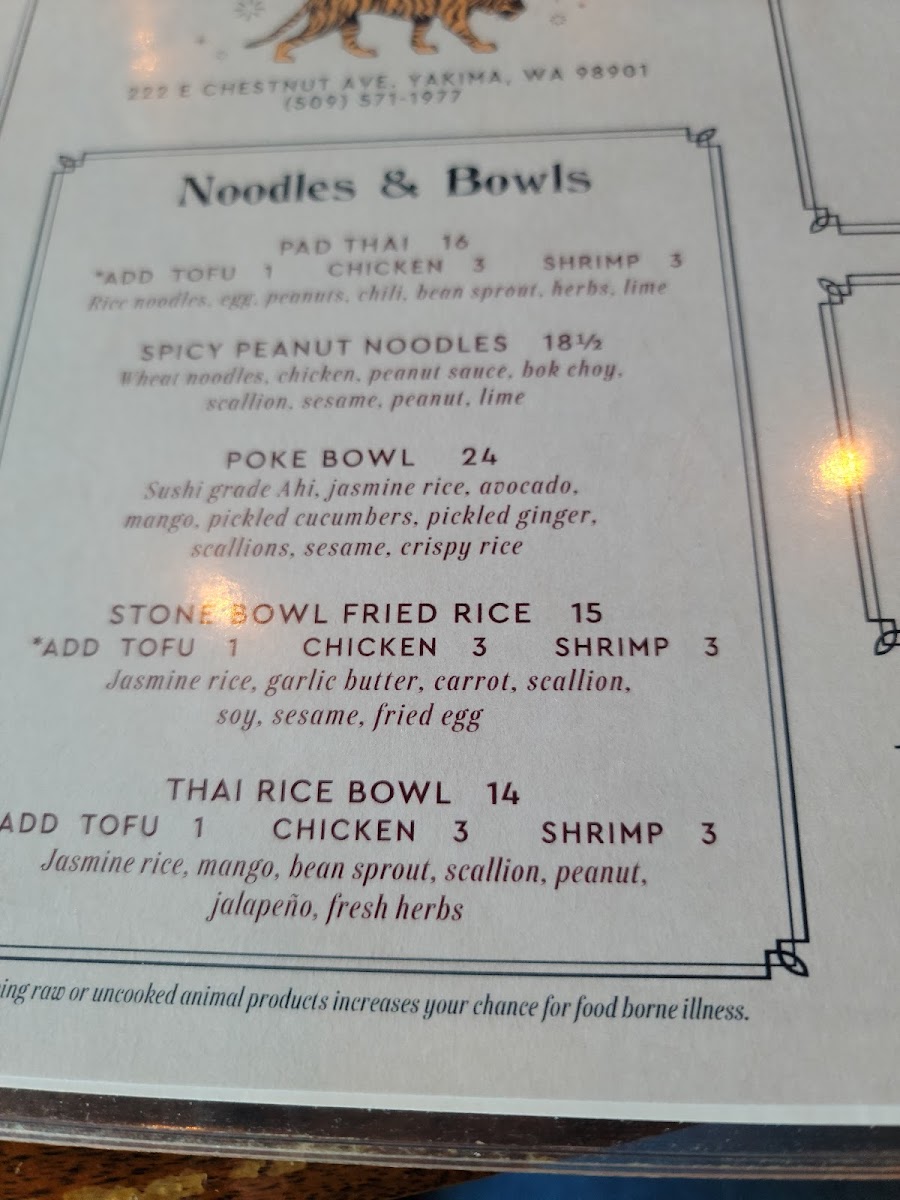 222 E CHESTNUT AVE, YAKIMA, WA 98901
(509) 571-1977
Noodles & Bowls
PAD THAI 16
*ADD TOFU 1 CHICKEN 3 SHRIMP 3
Rice noodles, egg, peanuts, chili, bean sprout, herbs, lime
SPICY PEANUT NOODLES 18½
Wheat noodles, chicken, peanut sauce, bok choy,
scallion, sesame, peanut, lime
POKE BOWL 24
Sushi grade Ahi, jasmine rice, avocado,
mango, pickled cucumbers, pickled ginger,
scallions, sesame, crispy rice
STONE BOWL FRIED RICE 15
*ADD TOFU 1 CHICKEN 3 SHRIMP 3
Jasmine rice, garlic butter, carrot, scallion,
soy, sesame, fried egg
THAI RICE BOWL 14
ADD TOFU 1 CHICKEN 3 SHRIMP 3
Jasmine rice, mango, bean sprout, scallion, peanut,
jalapeño, fresh herbs
ing raw or uncooked animal products increases your chance for food borne illness.